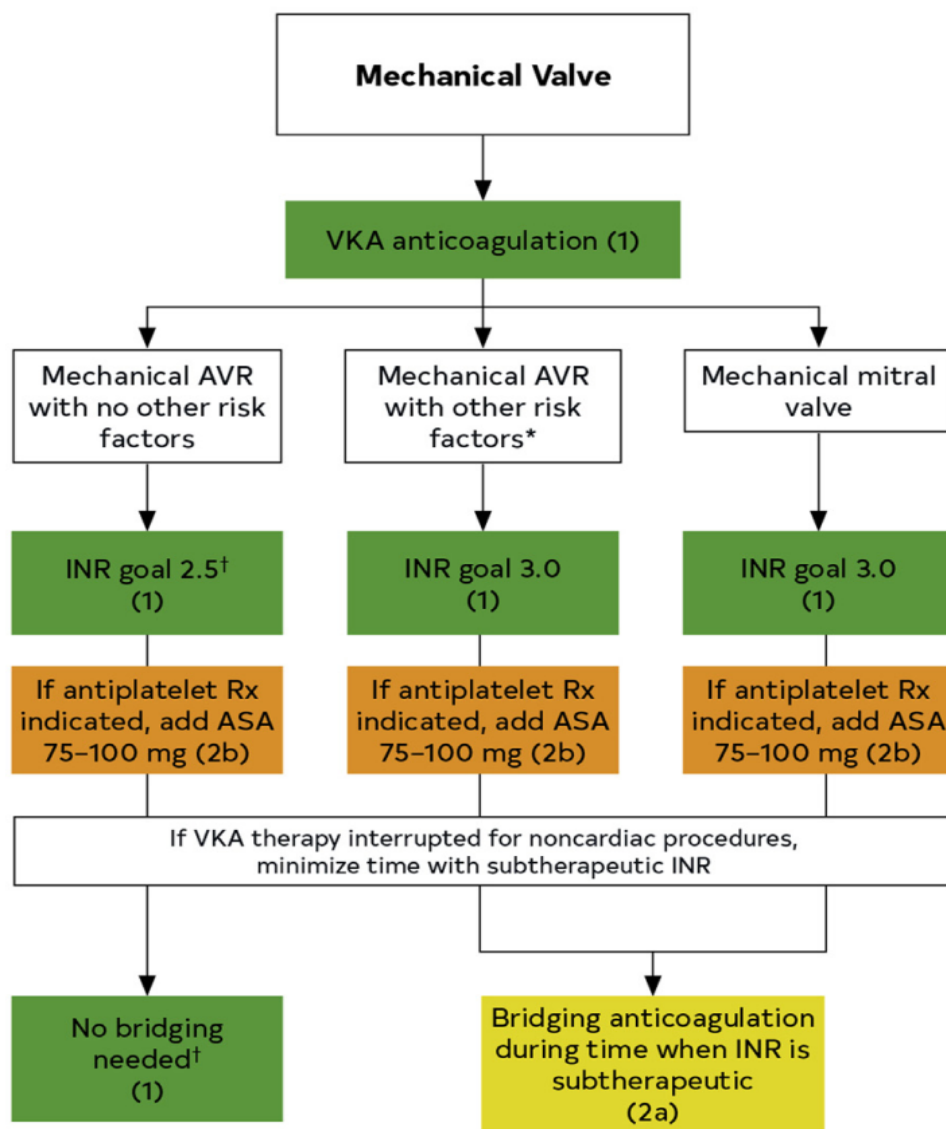 Mechanical Valve
VKA anticoagulation (1)
Mechanical AVR
with no other risk
factors
Mechanical AVR
with other risk
factors*
Mechanical mitral
valve
INR goal 2.5†
(1)
INR goal 3.0
(1)
INR goal 3.0
(1)
If antiplatelet Rx
indicated, add ASA
75–100 mg (2b)
If antiplatelet Rx
indicated, add ASA
75–100 mg (2b)
If antiplatelet Rx
indicated, add ASA
75–100 mg (2b)
If VKA therapy interrupted for noncardiac procedures,
minimize time with subtherapeutic INR
No bridging
needed†
(1)
Bridging anticoagulation
during time when INR is
subtherapeutic
(2a)